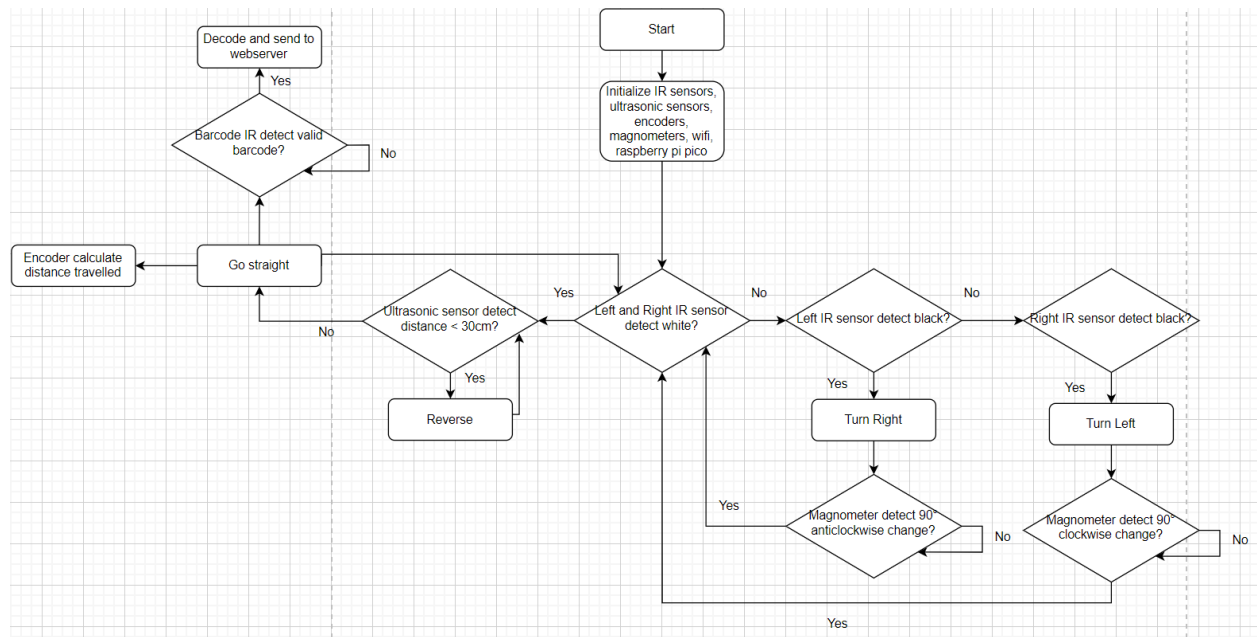 Start
Decode and send to
webserver
Yes
Initialize IR sensors,
ultrasonic sensors,
encoders,
magnometers, wifi,
raspberry pi pico
Barcode IR detect valid
barcode?
No
Encoder calculate
distance travelled
Go straight
Yes
No
No
Ultrasonic sensor detect
distance < 30cm?
Left and Right IR sensor
detect white?
Left IR sensor detect black?
Right IR sensor detect black?
No
Yes
Yes
Yes
Reverse
Turn Right
Turn Left
Yes
Magnometer detect 90°
anticlockwise change?
No
Magnometer detect 90°
clockwise change?
No
Yes